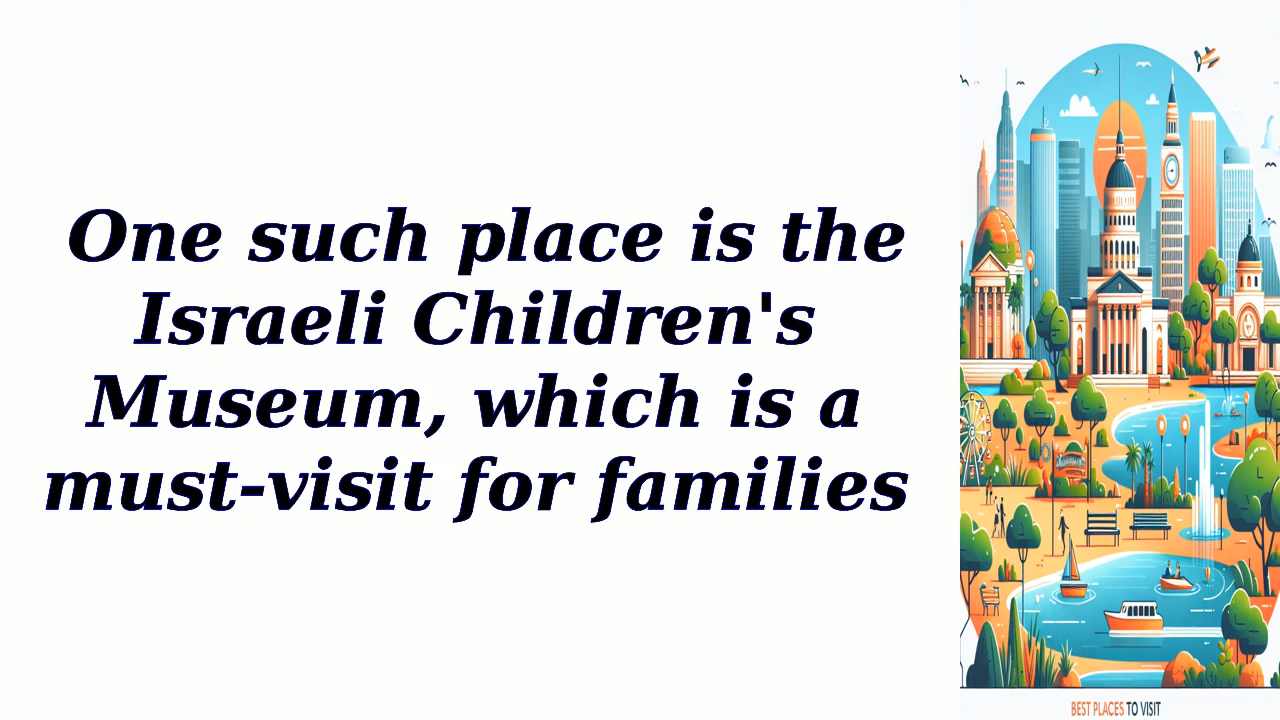 One such place is the
Israeli Children's
Museum, which is a
must-visit for families
BEST PLACES TO VISIT